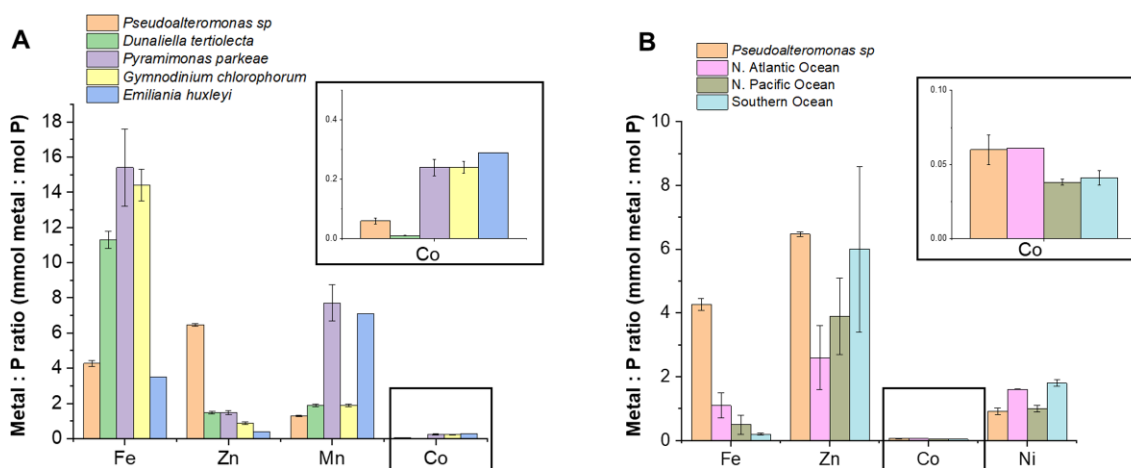 A
Pseudoalteromonas sp
Dunaliella tertiolecta
Pyramimonas parkeae
Gymnodinium chlorophorum
Emiliania huxleyi
Metal : P ratio (mmol metal : mol P)
18
16
14
12
10
8
6
4
2
0
Fe
Zn
Mn
Co
0.4
0.2
0.0
Co
B
Pseudoalteromonas sp
N. Atlantic Ocean
N. Pacific Ocean
Southern Ocean
Metal : P ratio (mmol metal : mol P)
10
8
6
4
2
0
Fe
Zn
Co
Ni
0.10
0.05
0.00
Co